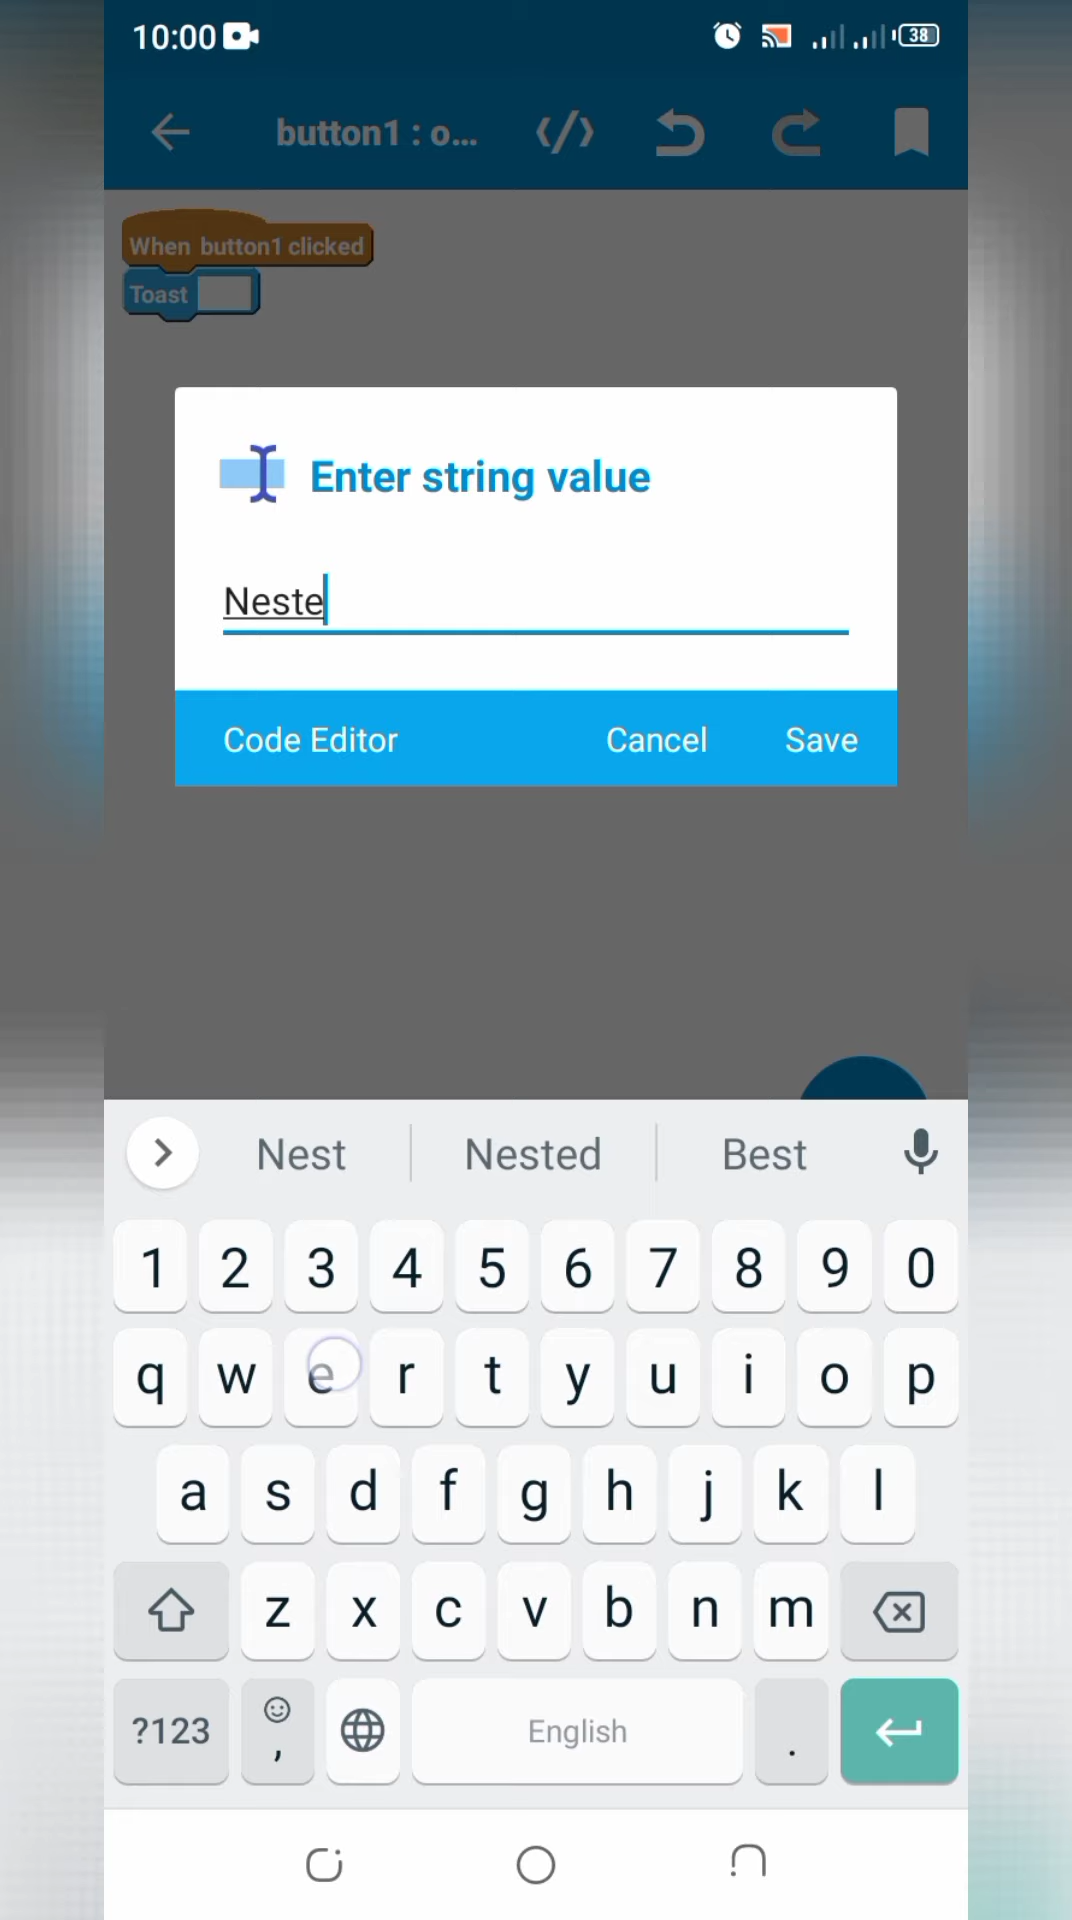 10:00
38
button1 : o...
When button1 clicked
Toast
Enter string value
Neste
Code Editor Cancel Save
Nest Nested Best
1 2 3 4 5 6 7 8 9 0
q w e r t y u i o p
a s d f g h j k l
z x c v b n m
?123 , English .